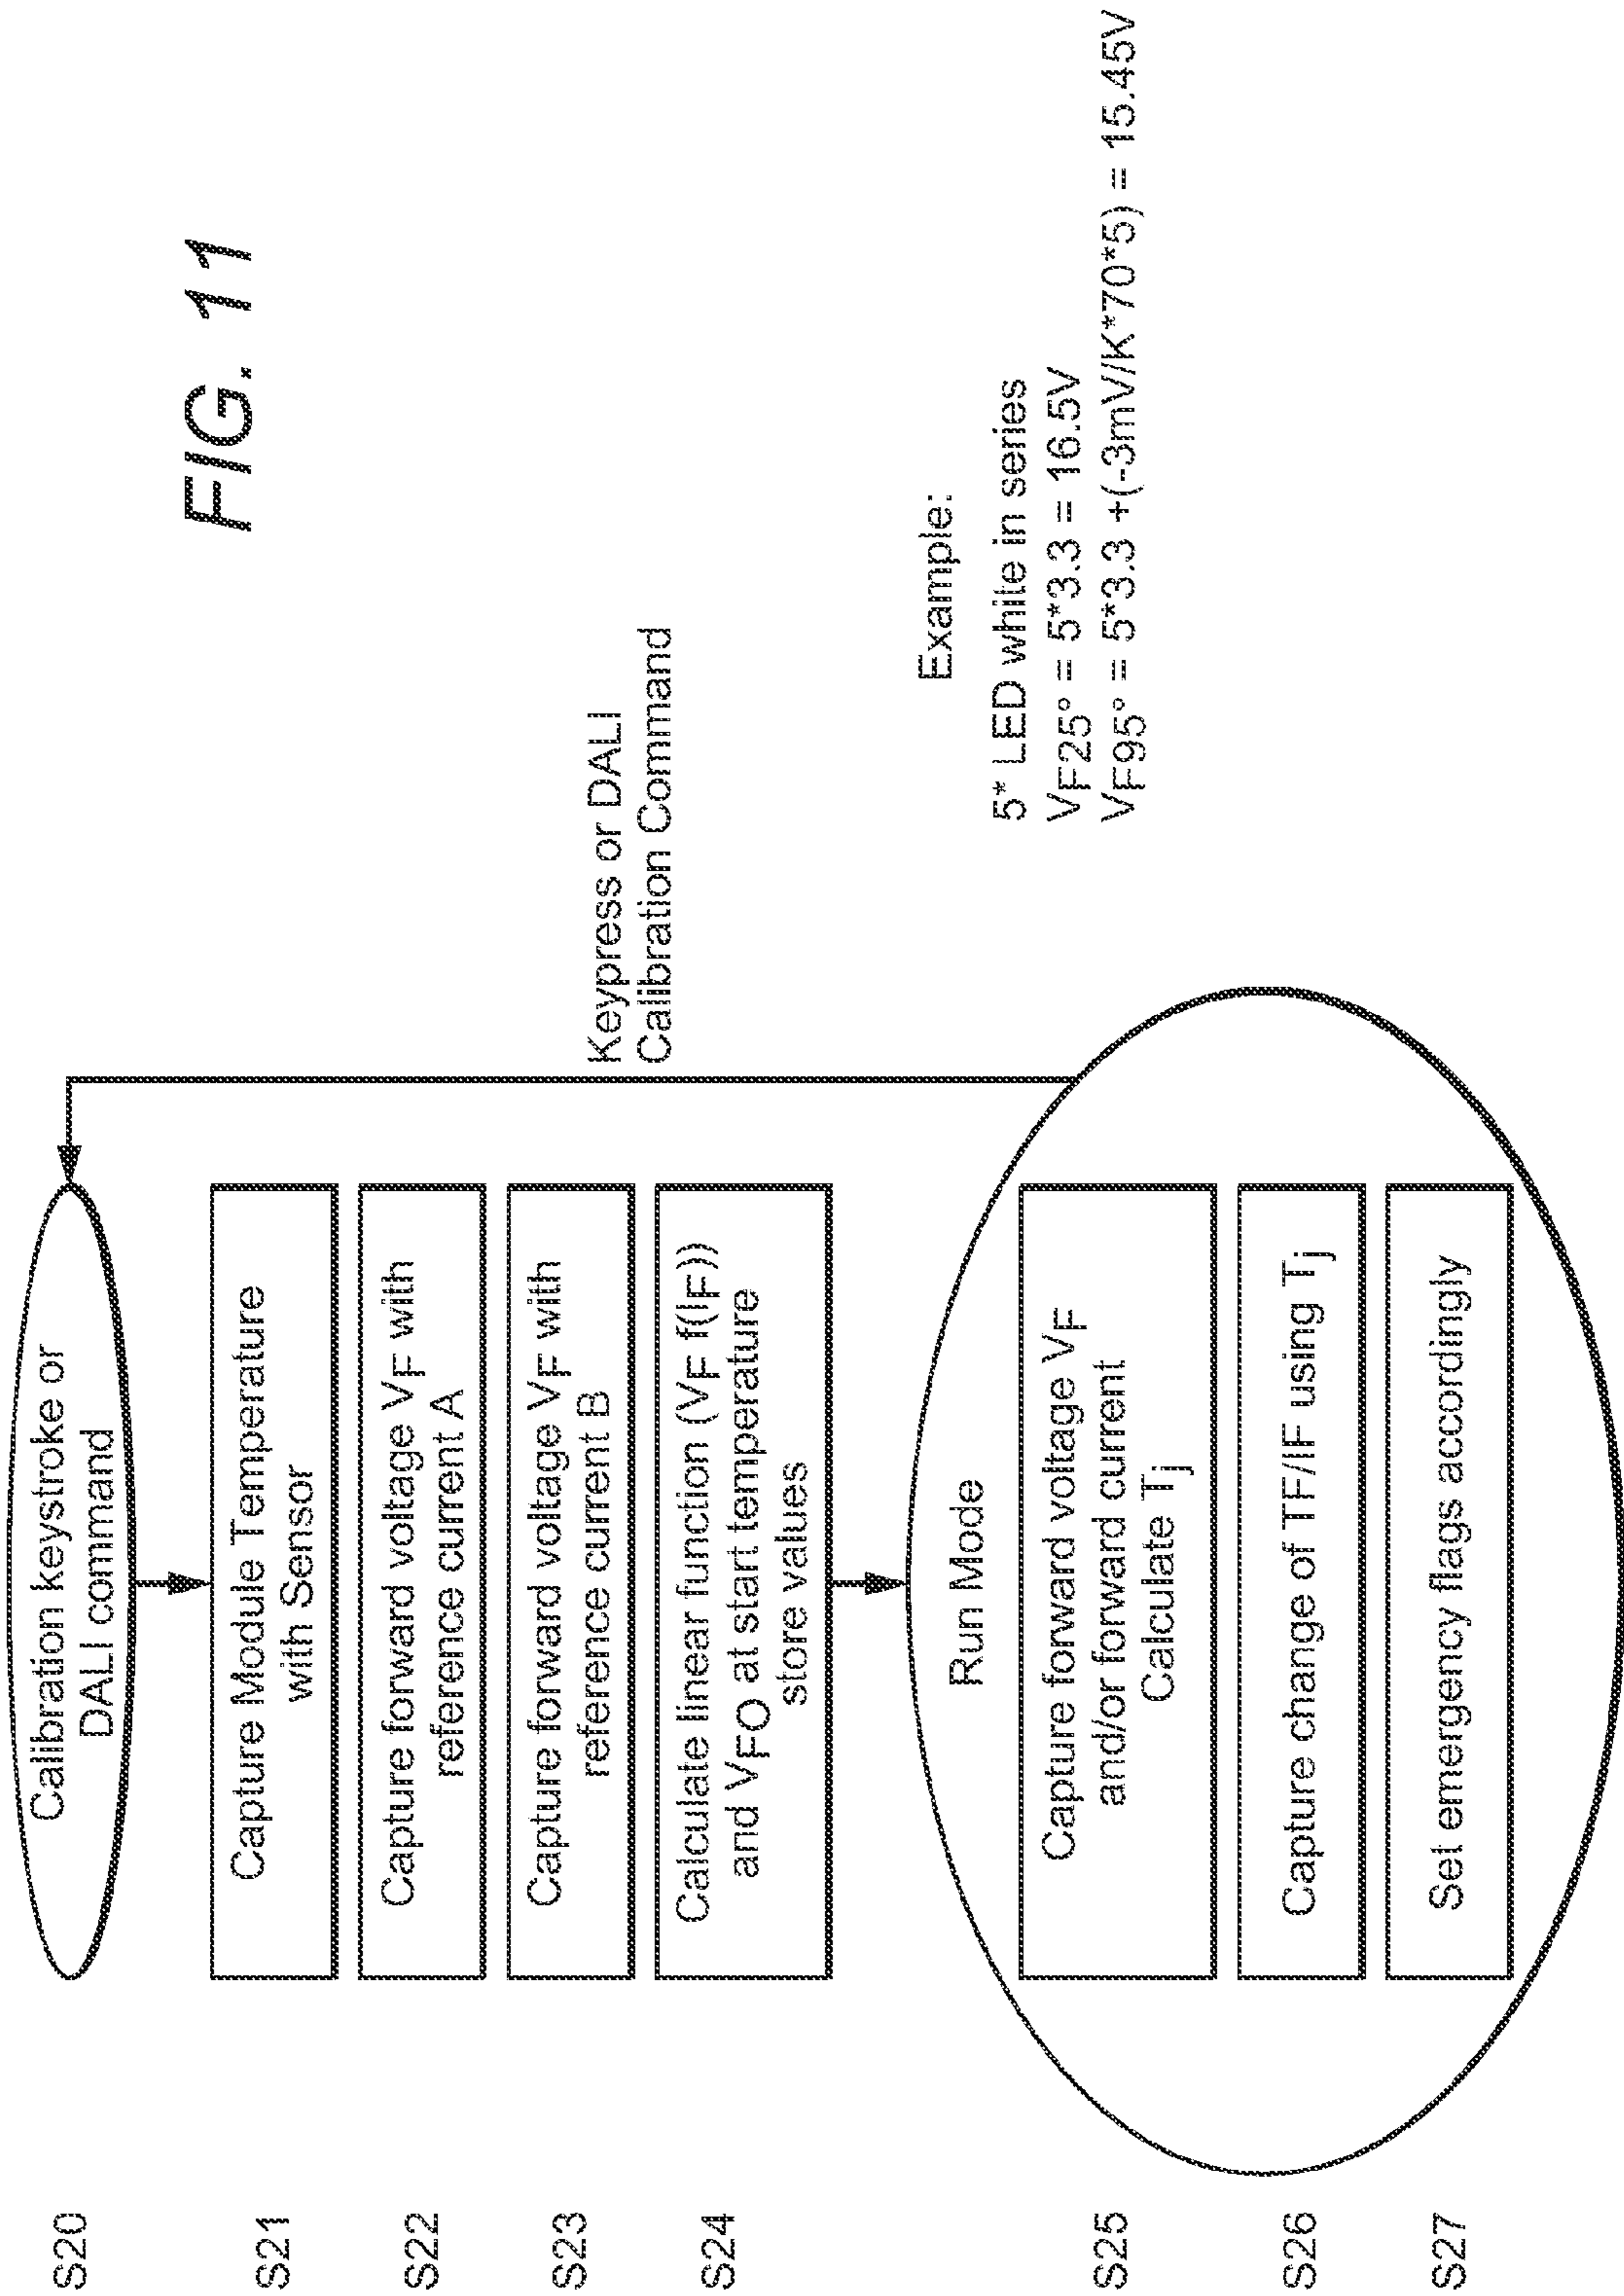 FIG. 11
S20
Calibration keystroke or
DALI command
S21
Capture Module Temperature
with Sensor
S22
Capture forward voltage VF with
reference current A
S23
Capture forward voltage VF with
reference current B
S24
Calculate linear function (VF f(IF))
and VFO at start temperature
store values
Keypress or DALI
Calibration Command
Run Mode
S25
Capture forward voltage VF
and/or forward current
Calculate Tj
S26
Capture change of TF/IF using Tj
S27
Set emergency flags accordingly
Example:
5* LED white in series
VF25° = 5*3.3 = 16.5V
VF95° = 5*3.3 +(-3mV/K*70*5) = 15.45V